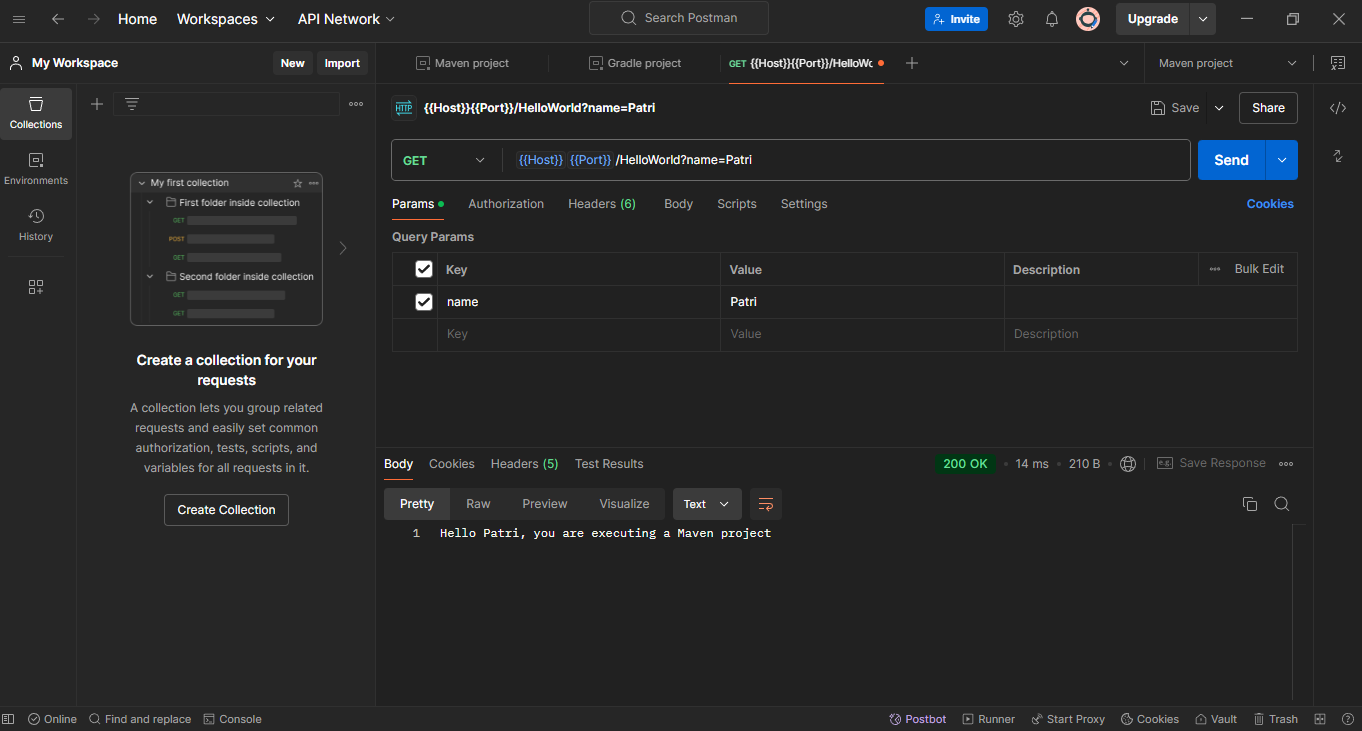 Home Workspaces API Network Search Postman Invite Upgrade
My Workspace New Import
Maven project Gradle project GET {{Host}}{{Port}}/HelloWo Maven project
Collections
Environments
History
My first collection
First folder inside collection
GET
POST
GET
Second folder inside collection
GET
GET
Create a collection for your
requests
A collection lets you group related
requests and easily set common
authorization, tests, scripts, and
variables for all requests in it.
Create Collection
HTTP {{Host}}{{Port}}/HelloWorld?name=Patri Save Share
GET {{Host}} {{Port}} /HelloWorld?name=Patri Send
Params Authorization Headers (6) Body Scripts Settings Cookies
Query Params
Key Value Description Bulk Edit
name Patri
Key Value Description
Body Cookies Headers (5) Test Results 200 OK 14 ms 210 B e.g. Save Response
Pretty Raw Preview Visualize Text
1 Hello Patri, you are executing a Maven project
Online Find and replace Console Postbot Runner Start Proxy Cookies Vault Trash